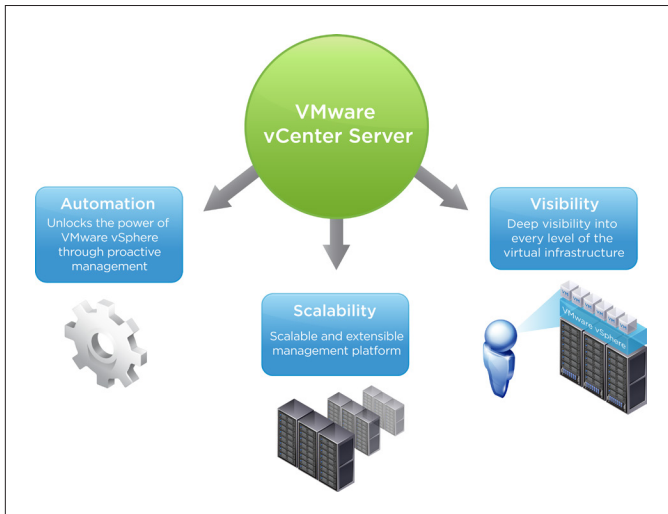 VMware
vCenter Server
Automation
Unlocks the power of
VMware vSphere
through proactive
management
Scalability
Scalable and extensible
management platform
Visibility
Deep visibility into
every level of the
virtual infrastructure
VMware vSphere